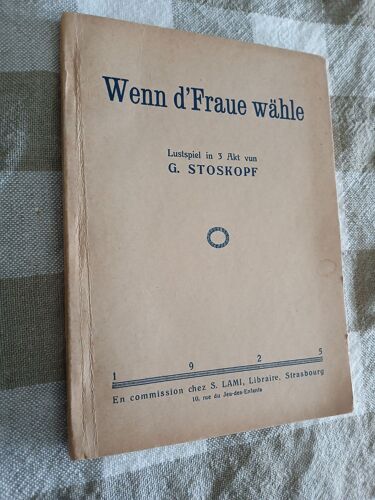 Wenn d'Fraue wähle
Lustspiel in 3 Akt vun
G. STOSKOPF
1 9 2 5
En commission chez S. LAMI, Libraire, Strasbourg
10, rue du Jeu-des-Enfants